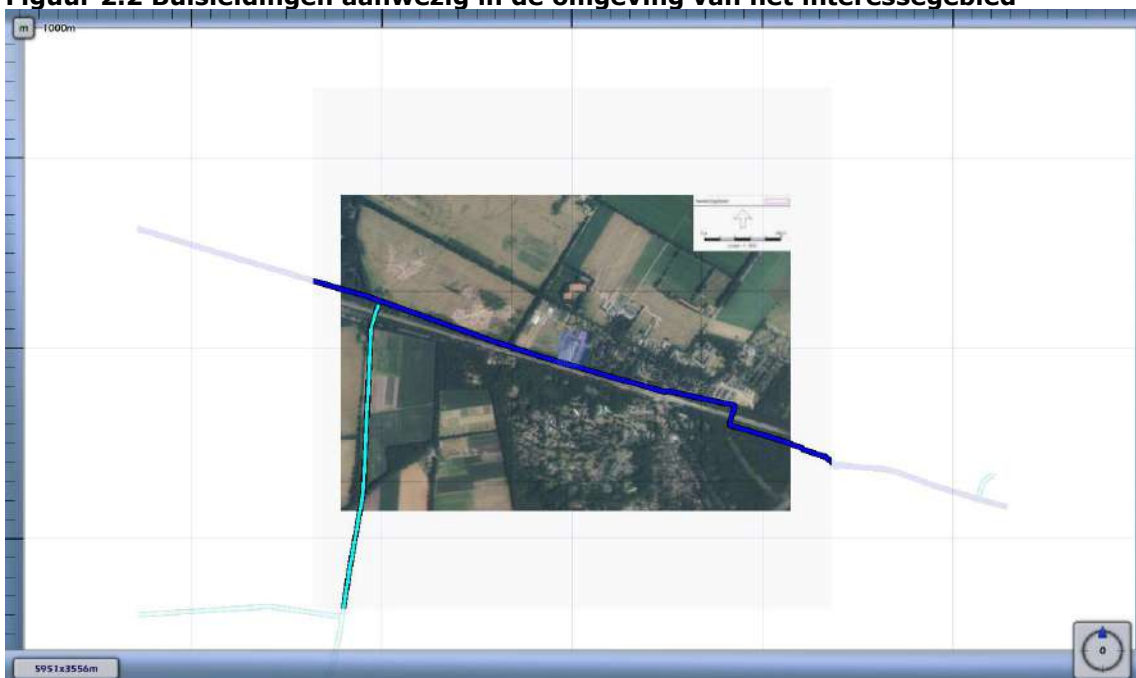 Figuur 2.2 Buisleidingen aanwezig in de omgeving van het interessegebied
m 1000m
5951x3556m
0